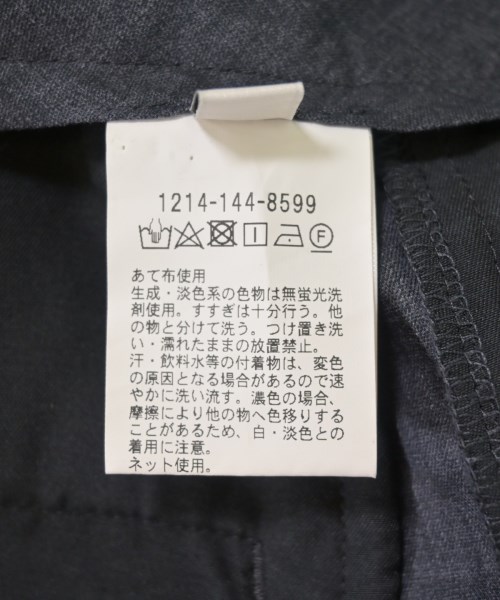 1214-144-8599
F
あて布使用
生成・淡色系の色物は無蛍光洗
剤使用。すすぎは十分行う。他
の物と分けて洗う。つけ置き洗
い・濡れたままの放置禁止。
汗・飲料水等の付着物は、変色
の原因となる場合があるので速
やかに洗い流す。濃色の場合、
摩擦により他の物へ色移りする
ことがあるため、白・淡色との
着用に注意。
ネット使用。